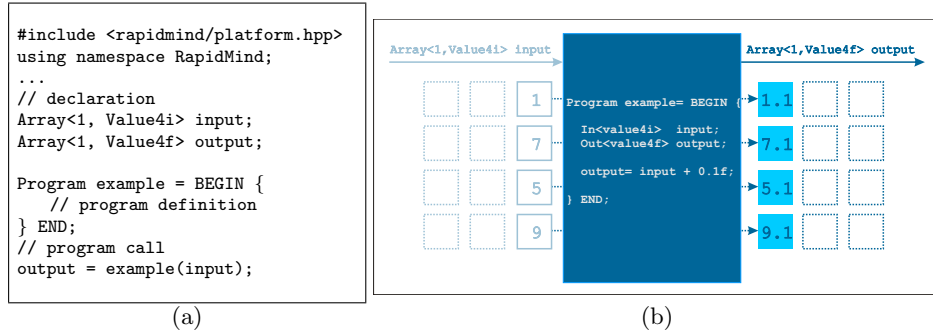 #include <rapidmind/platform.hpp>
using namespace RapidMind;
...
// declaration
Array<1, Value4i> input;
Array<1, Value4f> output;
Program example = BEGIN {
// program definition
} END;
// program call
output = example(input);
(a)
Array<1,Value4i> input
Array<1,Value4f> output
1
7
5
9
Program example= BEGIN {
In<value4i> input;
Out<value4f> output;
output= input + 0.1f;
} END;
1.1
7.1
5.1
9.1
(b)